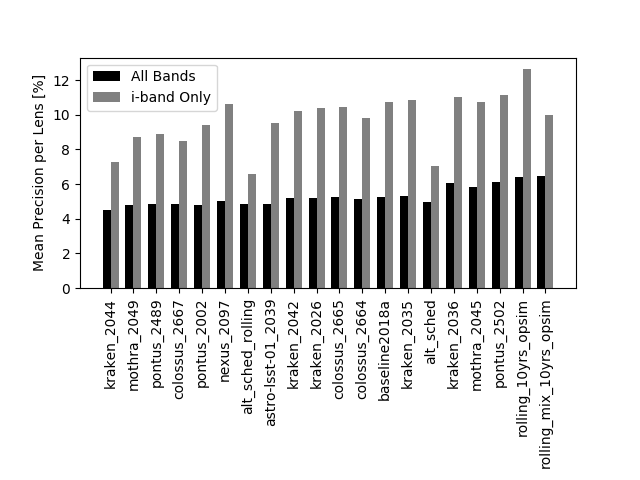 All Bands
i-band Only
Mean Precision per Lens [%]
12
10
8
6
4
2
0
kraken_2044
mothra_2049
pontus_2489
colossus_2667
pontus_2002
nexus_2097
alt_sched_rolling
astro-lsst-01_2039
kraken_2042
kraken_2026
colossus_2665
colossus_2664
baseline2018a
kraken_2035
alt_sched
kraken_2036
mothra_2045
pontus_2502
rolling_10yrs_opsim
rolling_mix_10yrs_opsim